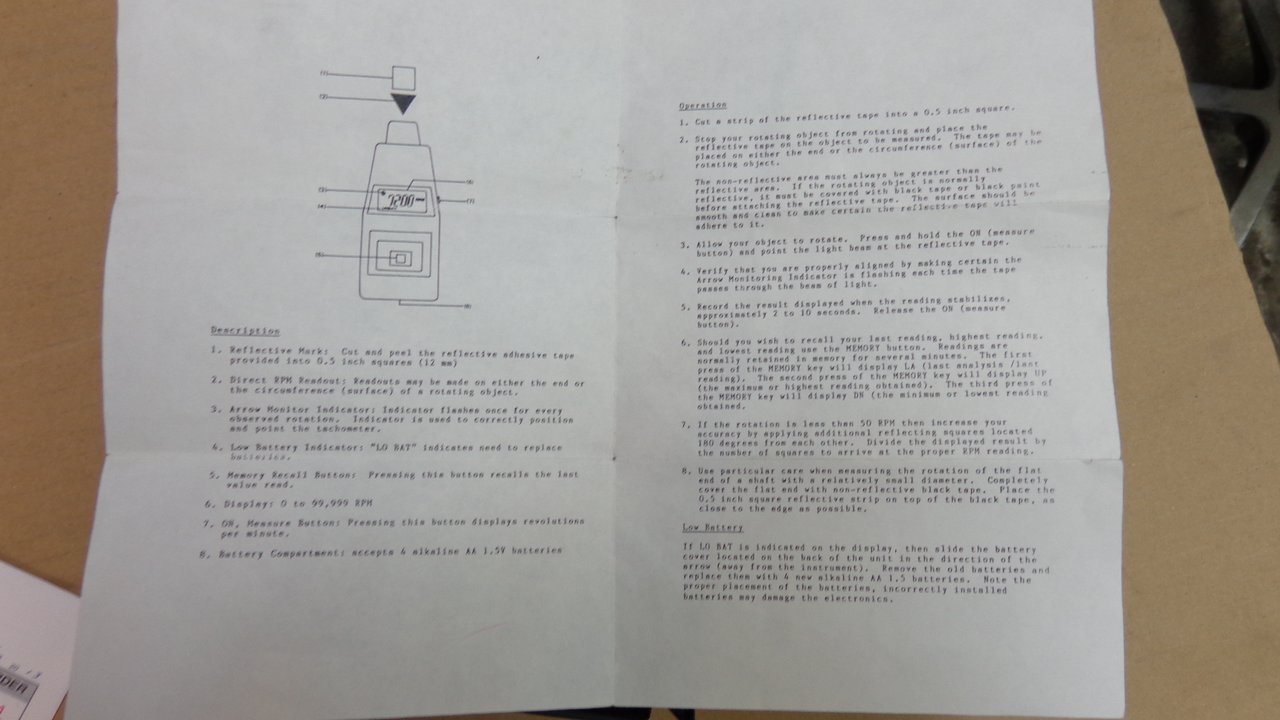 (1)
(2)
(3)
(4)
(5)
(6)
(7)
(8)
7200
Description
1. Reflective Mark: Cut and peel the reflective adhesive tape
provided into 0.5 inch squares (12 mm)
2. Direct RPM Readout: Readouts may be made on either the end or
the circumference (surface) of a rotating object.
3. Arrow Monitor Indicator: Indicator flashes once for every
observed rotation. Indicator is used to correctly position
and point the tachometer.
4. Low Battery Indicator: "LO BAT" indicates need to replace
batteries.
5. Memory Recall Button: Pressing this button recalls the last
value read.
6. Display: 0 to 99,999 RPM
7. ON, Measure Button: Pressing this button displays revolutions
per minute.
8. Battery Compartment: accepts 4 alkaline AA 1.5V batteries
Operation
1. Cut a strip of the reflective tape into a 0.5 inch square.
2. Stop your rotating object from rotating and place the
reflective tape on the object to be measured. The tape may be
placed on either the end or the circumference (surface) of the
rotating object.
The non-reflective area must always be greater than the
reflective area. If the rotating object is normally
reflective, it must be covered with black tape or black paint
before attaching the reflective tape. The surface should be
smooth and clean to make certain the reflective tape will
adhere to it.
3. Allow your object to rotate. Press and hold the ON (measure
button) and point the light beam at the reflective tape.
4. Verify that you are properly aligned by making certain the
Arrow Monitoring Indicator is flashing each time the tape
passes through the beam of light.
5. Record the result displayed when the reading stabilizes,
approximately 2 to 10 seconds. Release the ON (measure
button).
6. Should you wish to recall your last reading, highest reading,
and lowest reading use the MEMORY button. Readings are
normally retained in memory for several minutes. The first
press of the MEMORY key will display LA (last analysis /last
reading). The second press of the MEMORY key will display UP
(the maximum or highest reading obtained). The third press of
the MEMORY key will display DN (the minimum or lowest reading
obtained.
7. If the rotation is less than 50 RPM then increase your
accuracy by applying additional reflecting squares located
180 degrees from each other. Divide the displayed result by
the number of squares to arrive at the proper RPM reading.
8. Use particular care when measuring the rotation of the flat
end of a shaft with a relatively small diameter. Completely
cover the flat end with non-reflective black tape. Place the
0.5 inch square reflective strip on top of the black tape, as
close to the edge as possible.
Low Battery
If LO BAT is indicated on the display, then slide the battery
cover located on the back of the unit in the direction of the
arrow (away from the instrument). Remove the old batteries and
replace them with 4 new alkaline AA 1.5 batteries. Note the
proper placement of the batteries, incorrectly installed
batteries may damage the electronics.